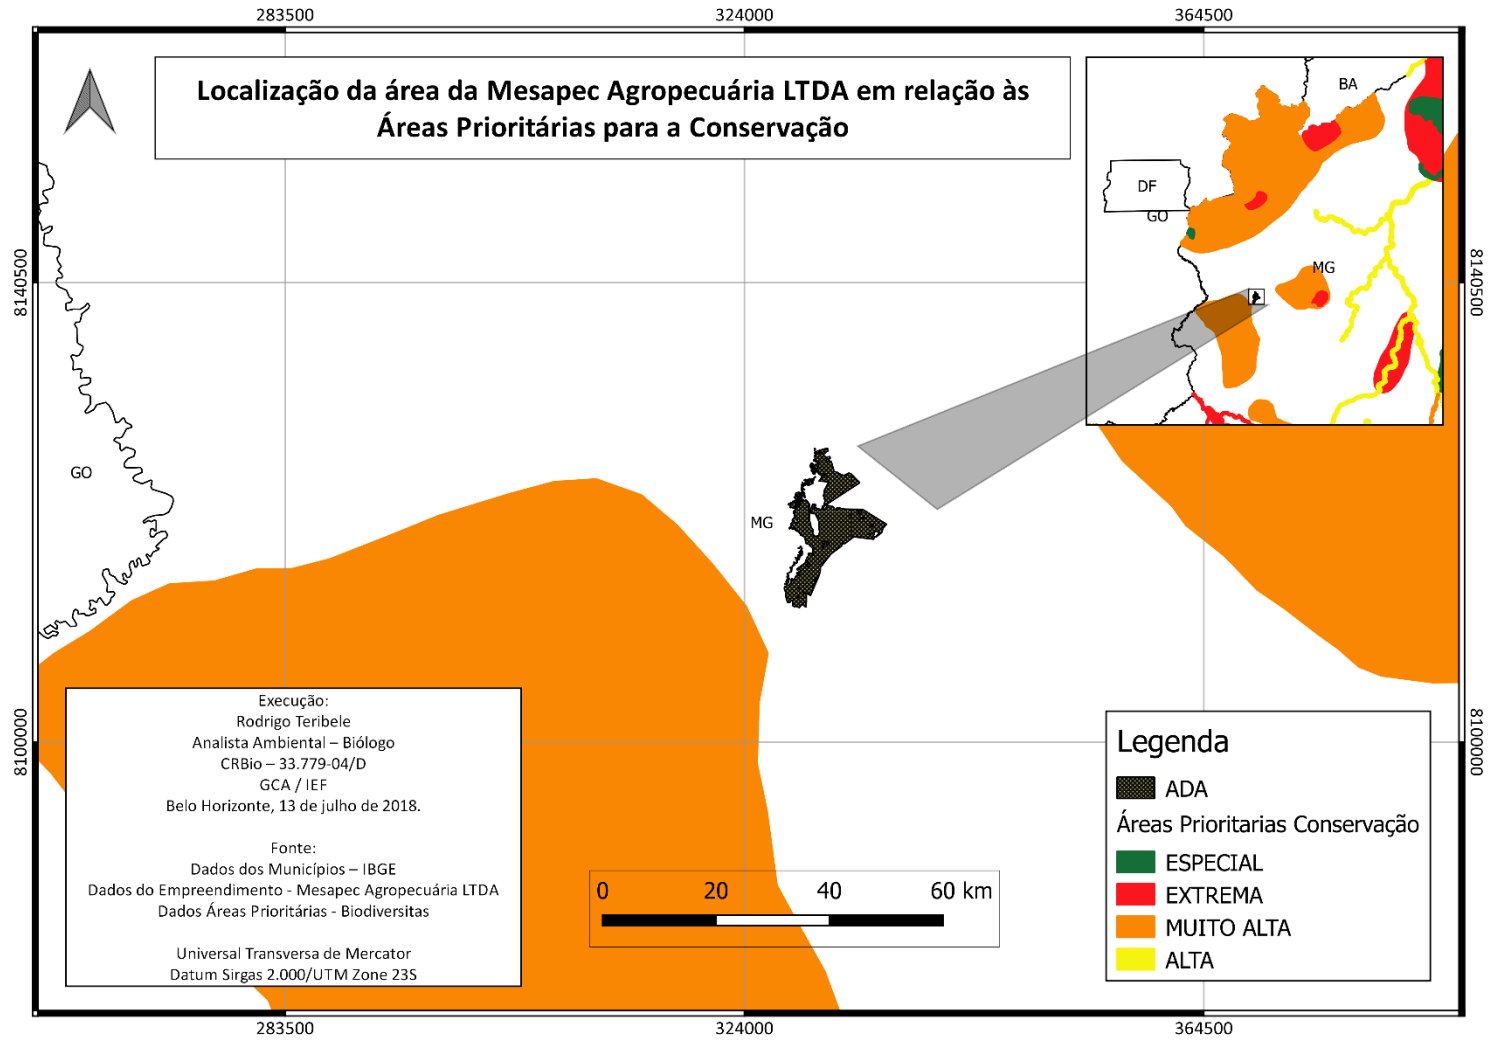 283500
324000
364500
Localização da área da Mesapec Agropecuária LTDA em relação às
Áreas Prioritárias para a Conservação
BA
DF
GO
MG
8140500
8140500
GO
MG
8100000
8100000
Execução:
Rodrigo Teribele
Analista Ambiental – Biólogo
CRBio – 33.779-04/D
GCA / IEF
Belo Horizonte, 13 de julho de 2018.
Fonte:
Dados dos Municípios – IBGE
Dados do Empreendimento - Mesapec Agropecuária LTDA
Dados Áreas Prioritárias - Biodiversitas
Universal Transversa de Mercator
Datum Sirgas 2.000/UTM Zone 23S
0 20 40 60 km
Legenda
ADA
Áreas Prioritarias Conservação
ESPECIAL
EXTREMA
MUITO ALTA
ALTA
283500
324000
364500